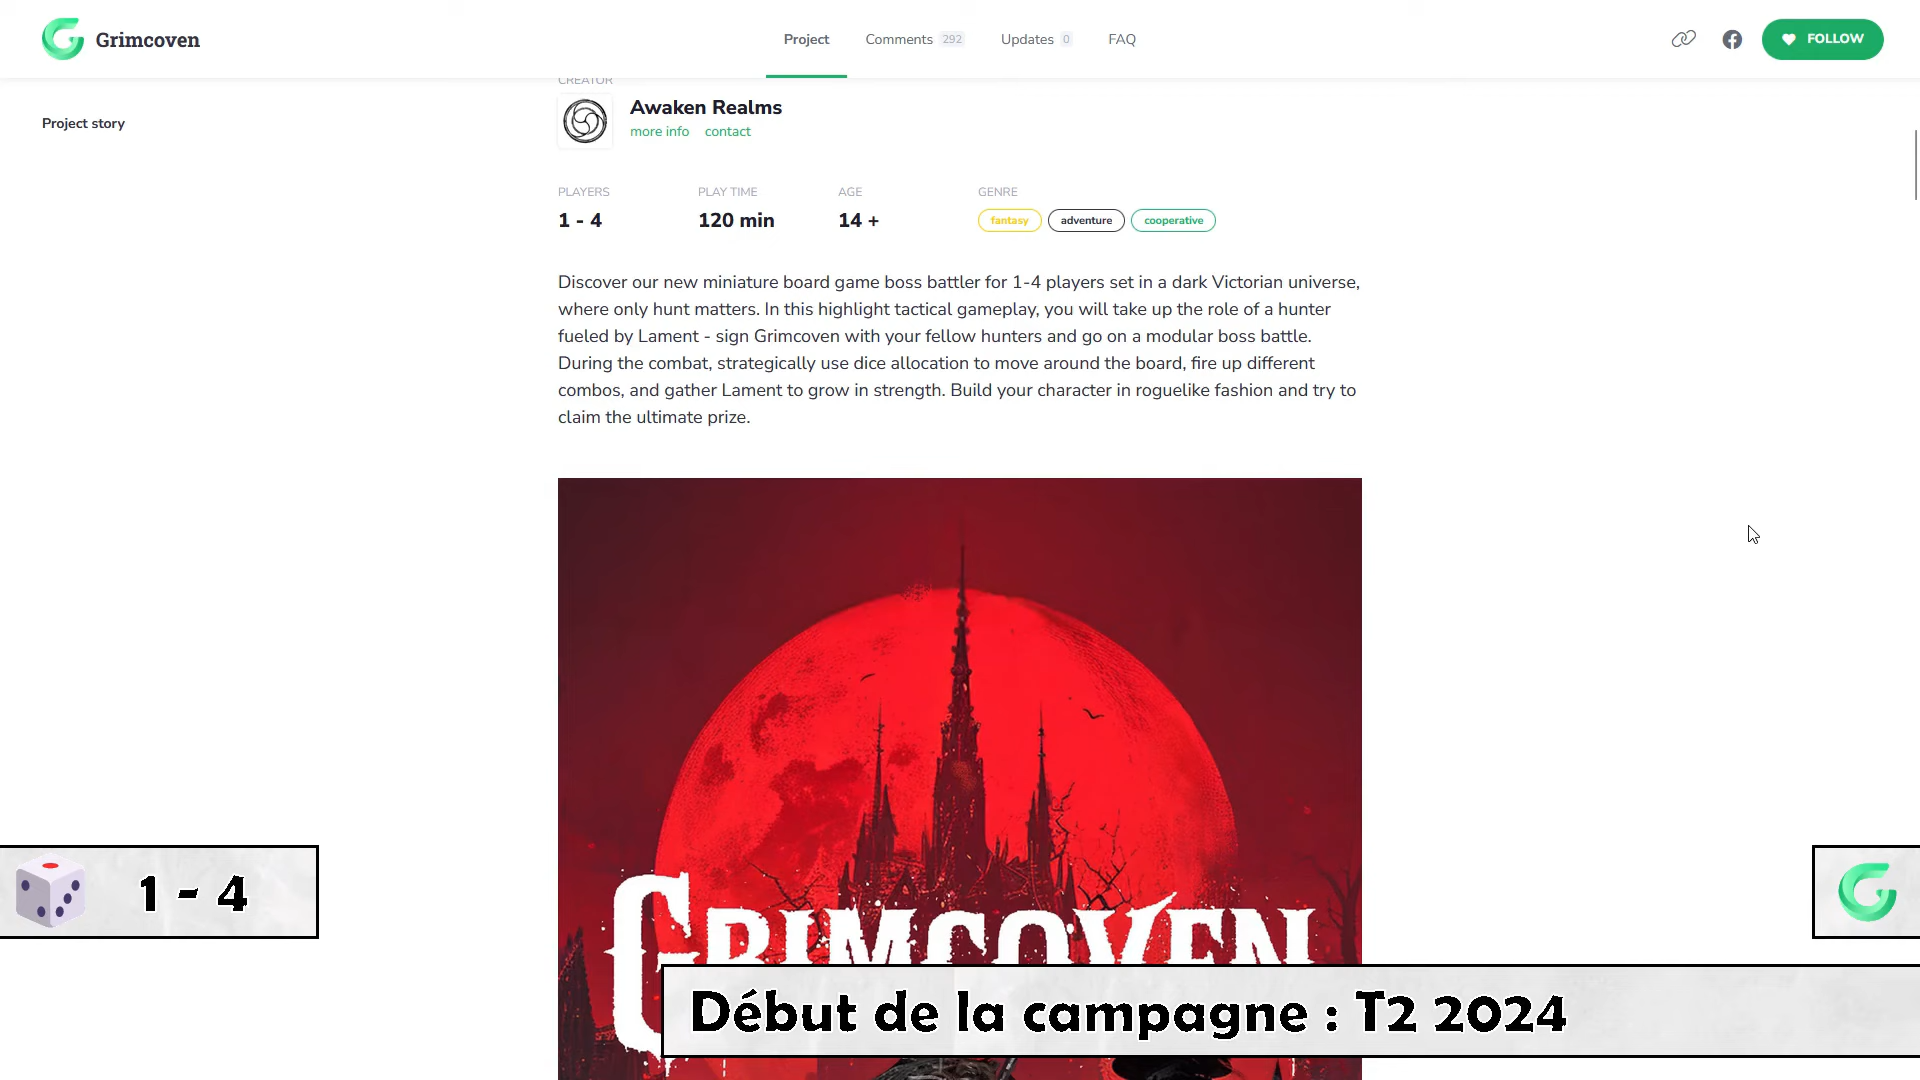 Grimcoven
Project
Comments 292
Updates 0
FAQ
FOLLOW
Project story
CREATOR
Awaken Realms
more info contact
PLAYERS PLAY TIME AGE GENRE
1 - 4 120 min 14 + fantasy adventure cooperative
Discover our new miniature board game boss battler for 1-4 players set in a dark Victorian universe,
where only hunt matters. In this highlight tactical gameplay, you will take up the role of a hunter
fueled by Lament - sign Grimcoven with your fellow hunters and go on a modular boss battle.
During the combat, strategically use dice allocation to move around the board, fire up different
combos, and gather Lament to grow in strength. Build your character in roguelike fashion and try to
claim the ultimate prize.
GRIMCOVEN
1 - 4
Début de la campagne : T2 2024